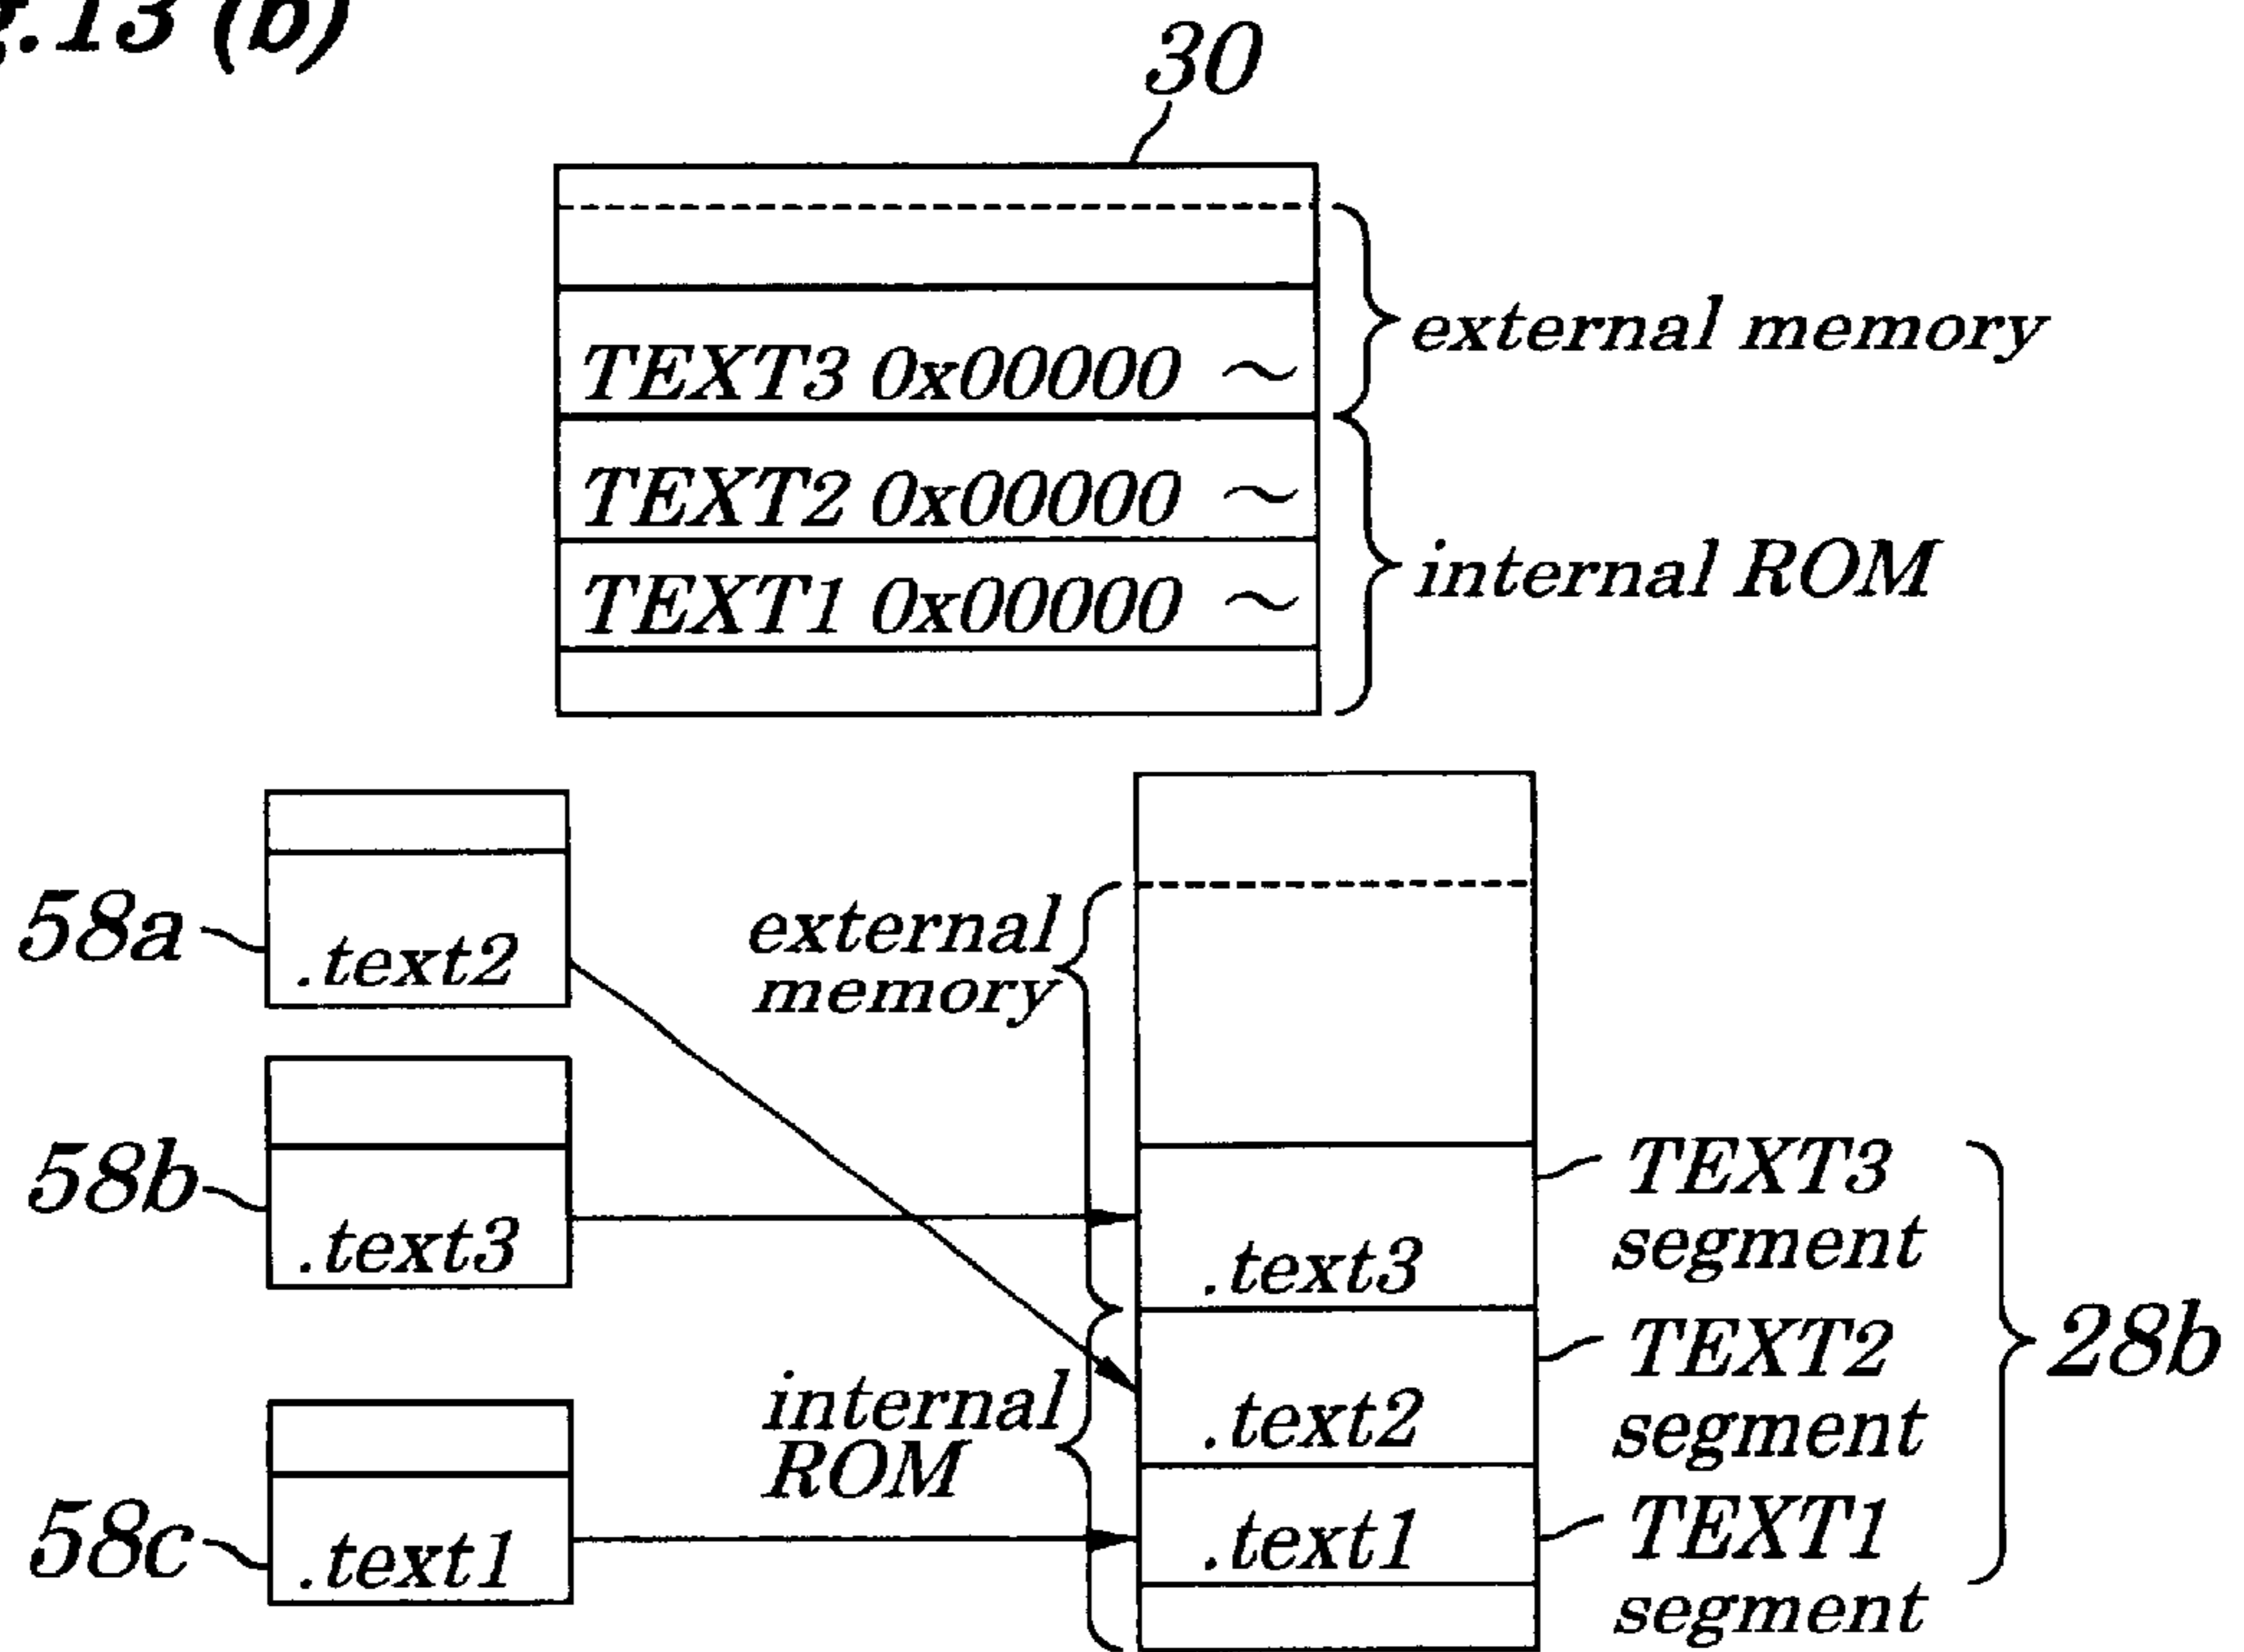 g.13 (b)
30
TEXT3 0x00000 ~
TEXT2 0x00000 ~
TEXT1 0x00000 ~
external memory
internal ROM
58a
.text2
58b
.text3
58c
.text1
external
memory
internal
ROM
.text3
.text2
.text1
TEXT3
segment
TEXT2
segment
TEXT1
segment
28b